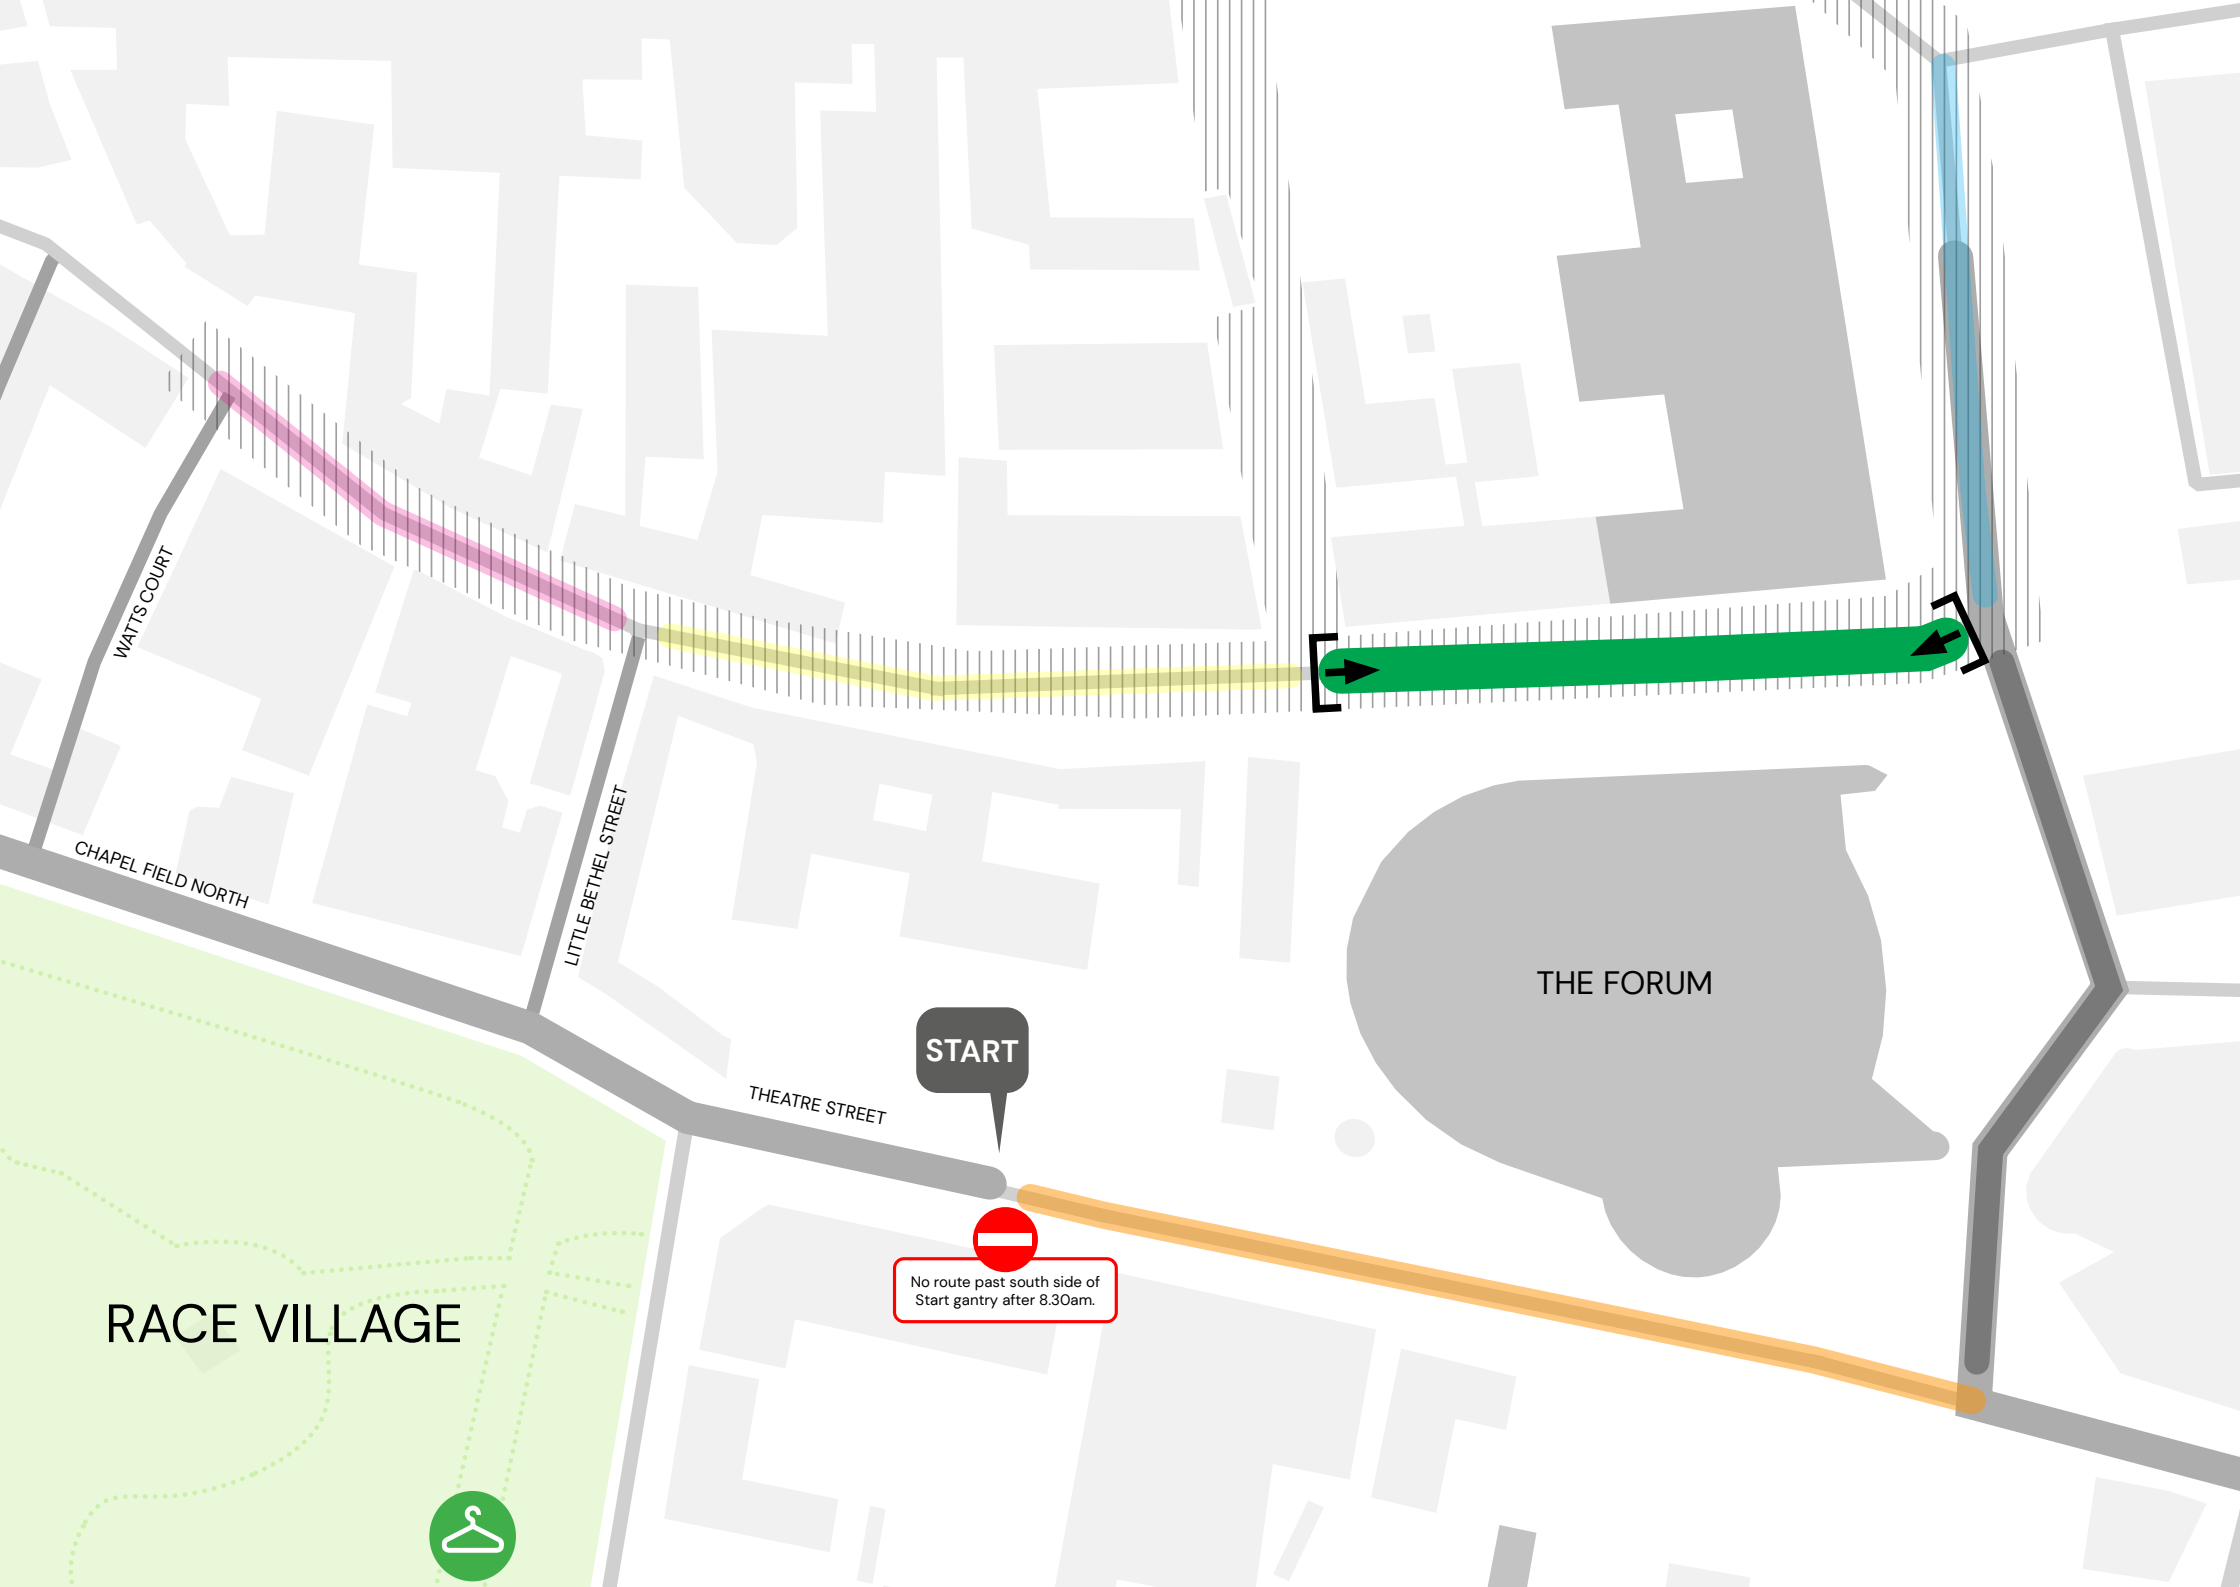 WATTS COURT
CHAPEL FIELD NORTH
LITTLE BETHEL STREET
THE FORUM
START
THEATRE STREET
No route past south side of
Start gantry after 8.30am.
RACE VILLAGE